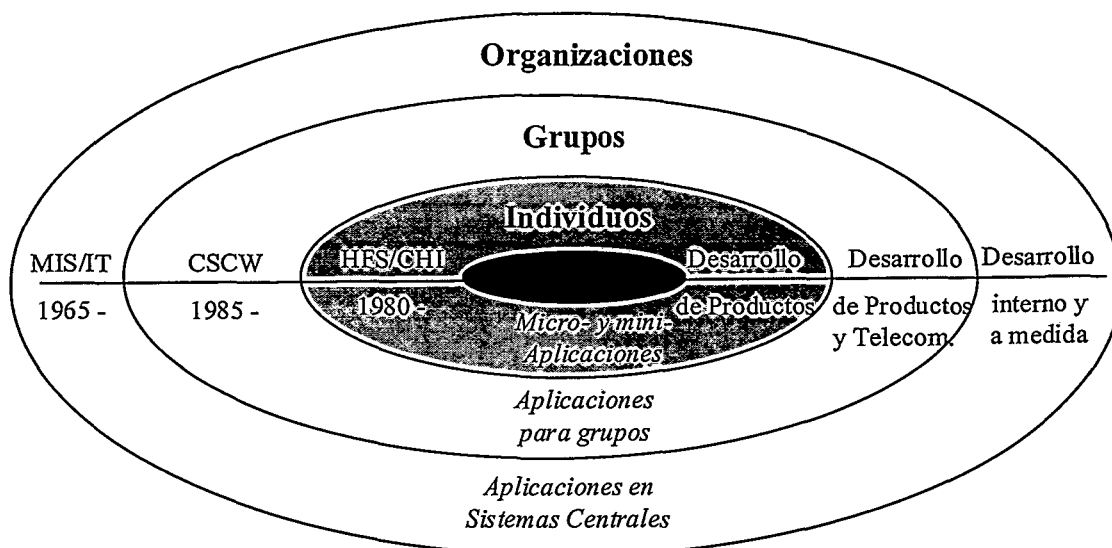 Organizaciones
Grupos
Individuos
MIS/IT
1965 -
CSCW
1985 -
HFS/CHI
1980 -
Desarrollo
de Productos
Desarrollo
de Productos
y Telecom.
Desarrollo
interno y
a medida
Micro- y mini-
Aplicaciones
Aplicaciones
para grupos
Aplicaciones en
Sistemas Centrales